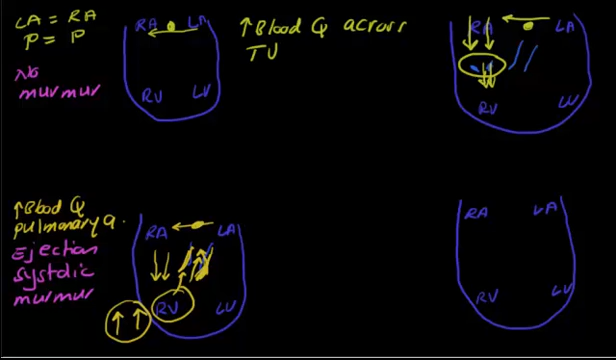 LA = RA
P = P
No
murmur
RA LA
RV LV
↑Blood Q across
TV
RA LA
RV LV
↑Blood Q
pulmonary a.
Ejection
systolic
murmur
RA LA
RV LV
RA LA
RV LV